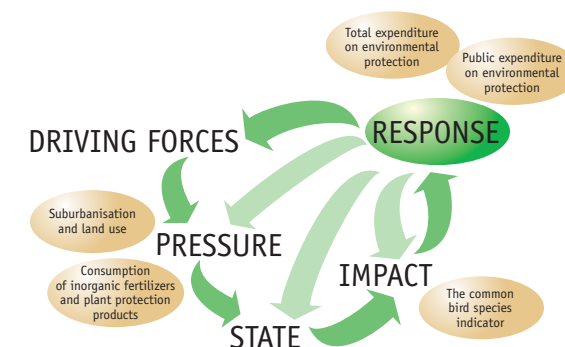 Total expenditure
on environmental
protection
Public expenditure
on environmental
protection
RESPONSE
DRIVING FORCES
Suburbanisation
and land use
PRESSURE
Consumption
of inorganic fertilizers
and plant protection
products
IMPACT
The common
bird species
indicator
STATE